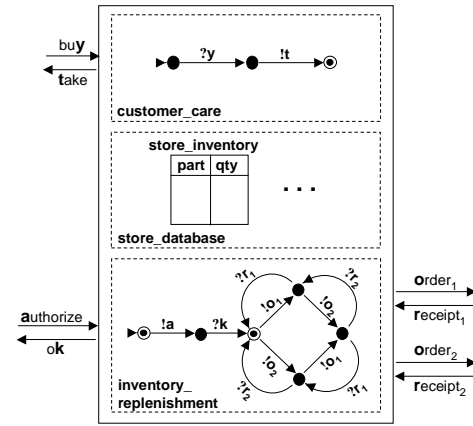 buy
take
?y
!t
customer_care
store_inventory
part qty
. . .
store_database
authorize
ok
!a
?k
?r1
!o1
!o2
?r2
!o2
!o1
?r2
?r1
inventory_
replenishment
order1
receipt1
order2
receipt2